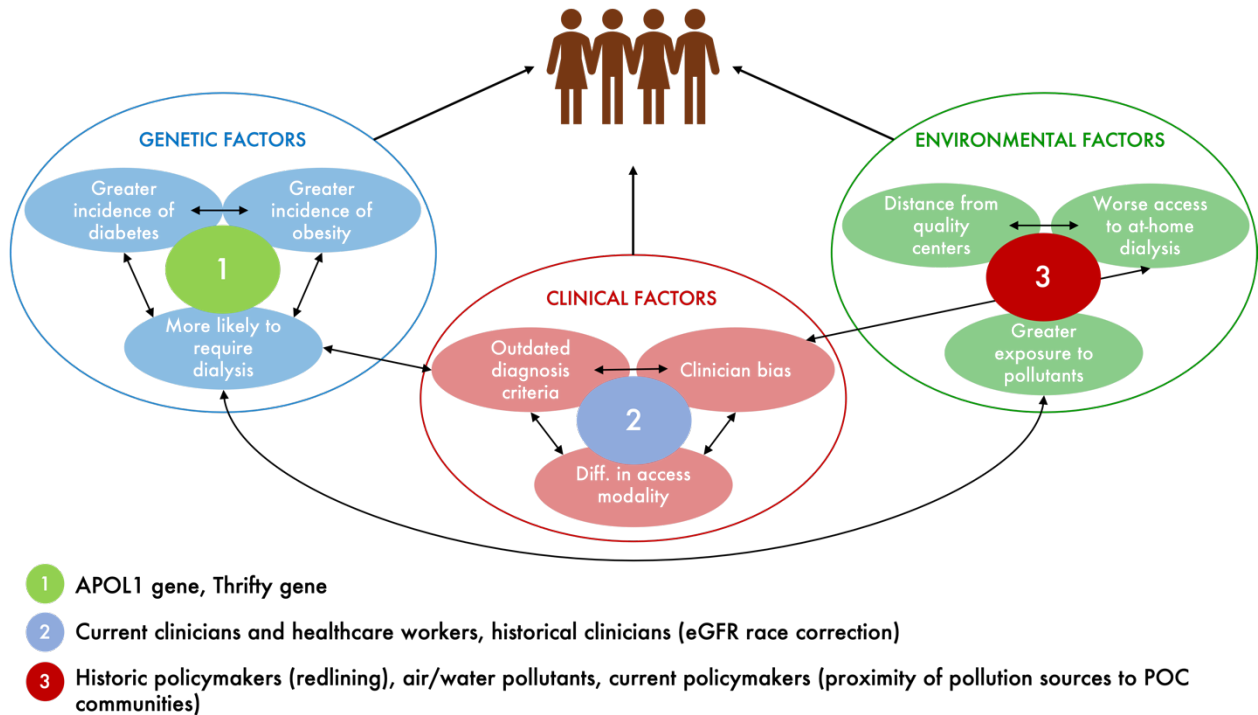 GENETIC FACTORS
Greater
incidence of
diabetes
Greater
incidence of
obesity
1
More likely to
require
dialysis
CLINICAL FACTORS
Outdated
diagnosis
criteria
Clinician bias
2
Diff. in access
modality
ENVIRONMENTAL FACTORS
Distance from
quality
centers
Worse access
to at-home
dialysis
3
Greater
exposure to
pollutants
1 APOL1 gene, Thrifty gene
2 Current clinicians and healthcare workers, historical clinicians (eGFR race correction)
3 Historic policymakers (redlining), air/water pollutants, current policymakers (proximity of pollution sources to POC
communities)